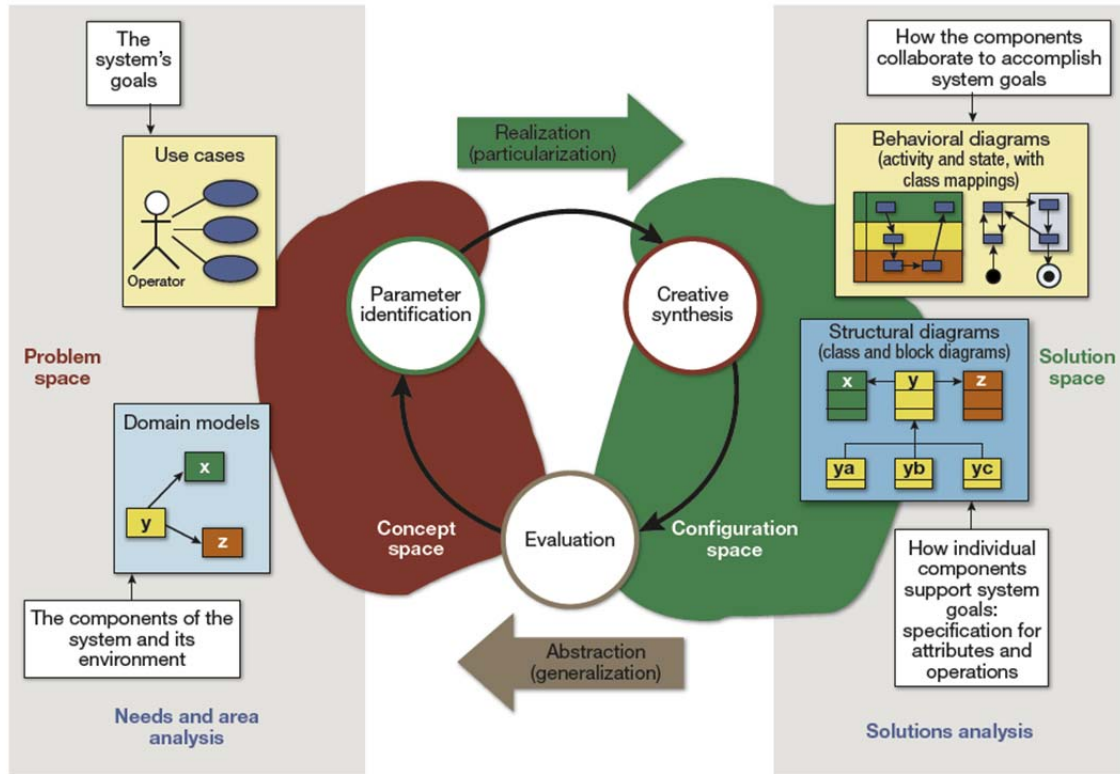 The
system's
goals
Use cases
Operator
Problem
space
Domain models
x
y
z
The components of the
system and its
environment
Needs and area
analysis
Realization
(particularization)
Parameter
identification
Creative
synthesis
Evaluation
Concept
space
Configuration
space
Abstraction
(generalization)
How the components
collaborate to accomplish
system goals
Behavioral diagrams
(activity and state, with
class mappings)
Structural diagrams
(class and block diagrams)
x y z
ya yb yc
Solution
space
How individual
components
support system
goals:
specification for
attributes and
operations
Solutions analysis